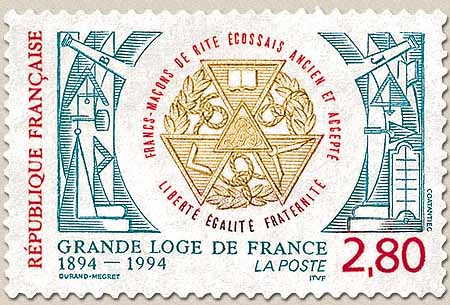 RÉPUBLIQUE FRANÇAISE
FRANCS-MAÇONS DE RITE ÉCOSSAIS ANCIEN ET ACCEPTÉ
LIBERTÉ ÉGALITÉ FRATERNITÉ
COATANTIEC
GRANDE LOGE DE FRANCE
1894 — 1994
LA POSTE
2,80
DURAND-MEGRET
ITVF